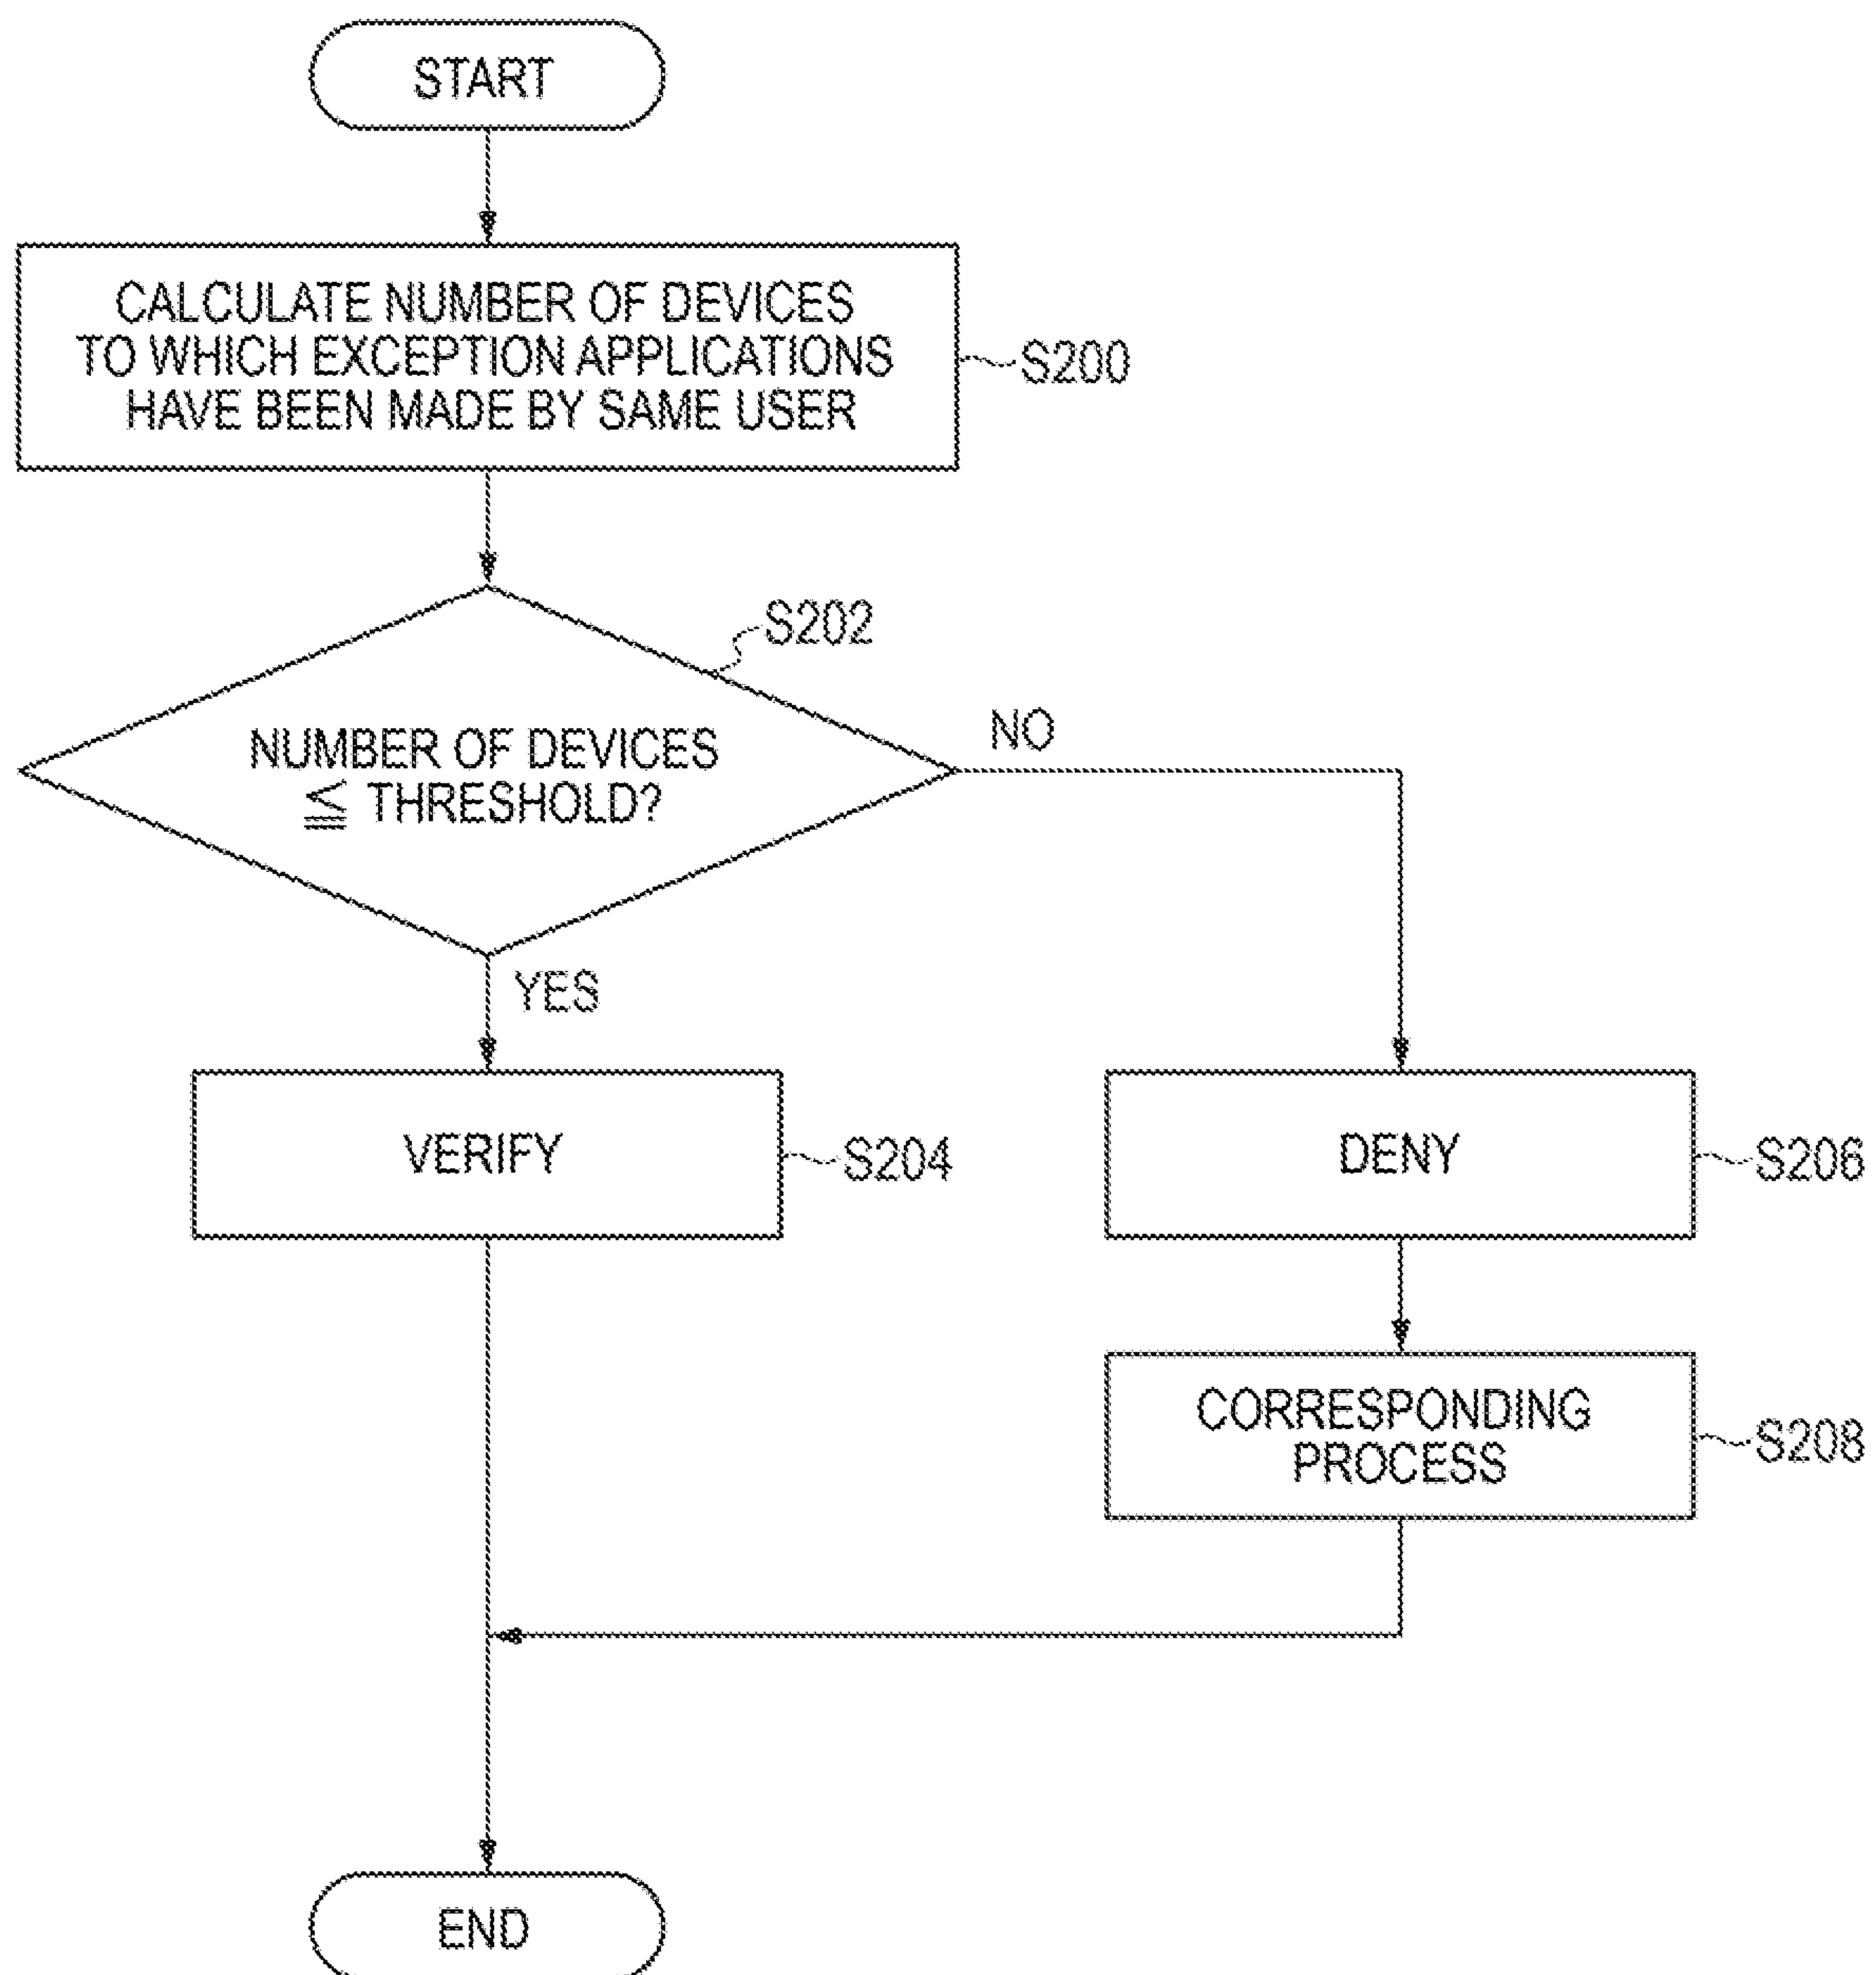 START
CALCULATE NUMBER OF DEVICES
TO WHICH EXCEPTION APPLICATIONS
HAVE BEEN MADE BY SAME USER
S200
S202
NUMBER OF DEVICES
≦ THRESHOLD?
NO
YES
VERIFY
S204
DENY
S206
CORRESPONDING
PROCESS
S208
END